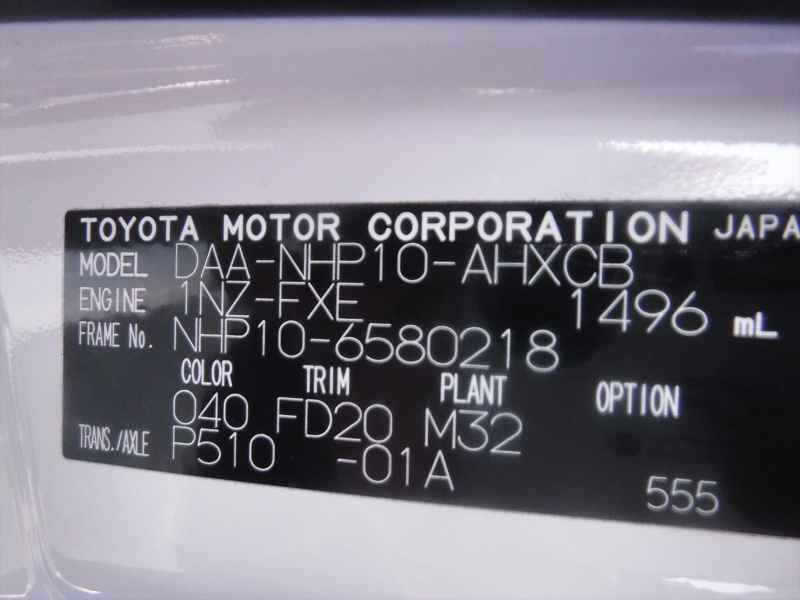 TOYOTA MOTOR CORPORATION JAPA
MODEL DAA-NHP10-AHXCB
ENGINE 1NZ-FXE 1496 mL
FRAME No. NHP10-6580218
COLOR TRIM PLANT OPTION
040 FD20 M32
TRANS./AXLE P510 -01A
555